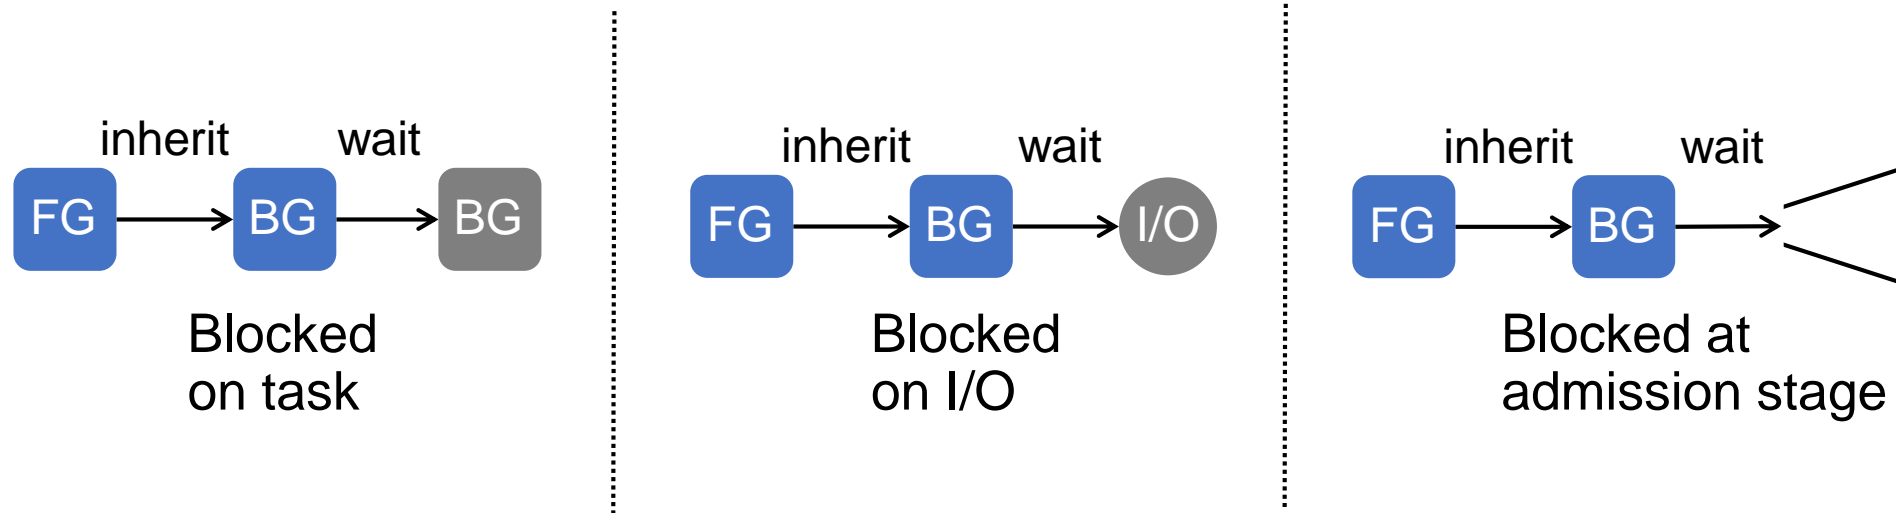 inherit wait
FG BG BG
Blocked
on task
inherit wait
FG BG I/O
Blocked
on I/O
inherit wait
FG BG
Blocked at
admission stage